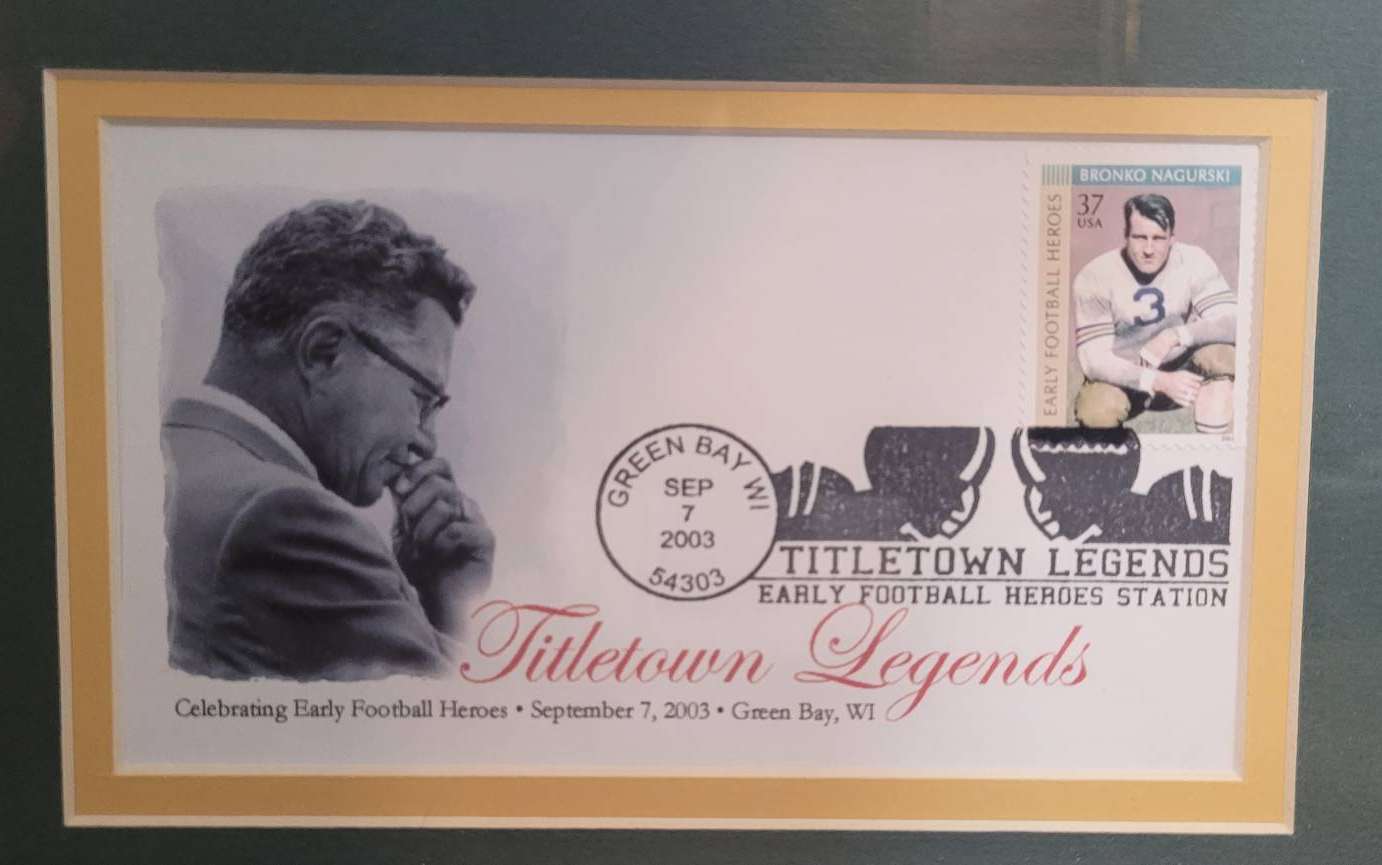 BRONKO NAGURSKI
37
USA
EARLY FOOTBALL HEROES
3
GREEN BAY WI
SEP
7
2003
54303
TITLETOWN LEGENDS
EARLY FOOTBALL HEROES STATION
Titletown Legends
Celebrating Early Football Heroes • September 7, 2003 • Green Bay, WI